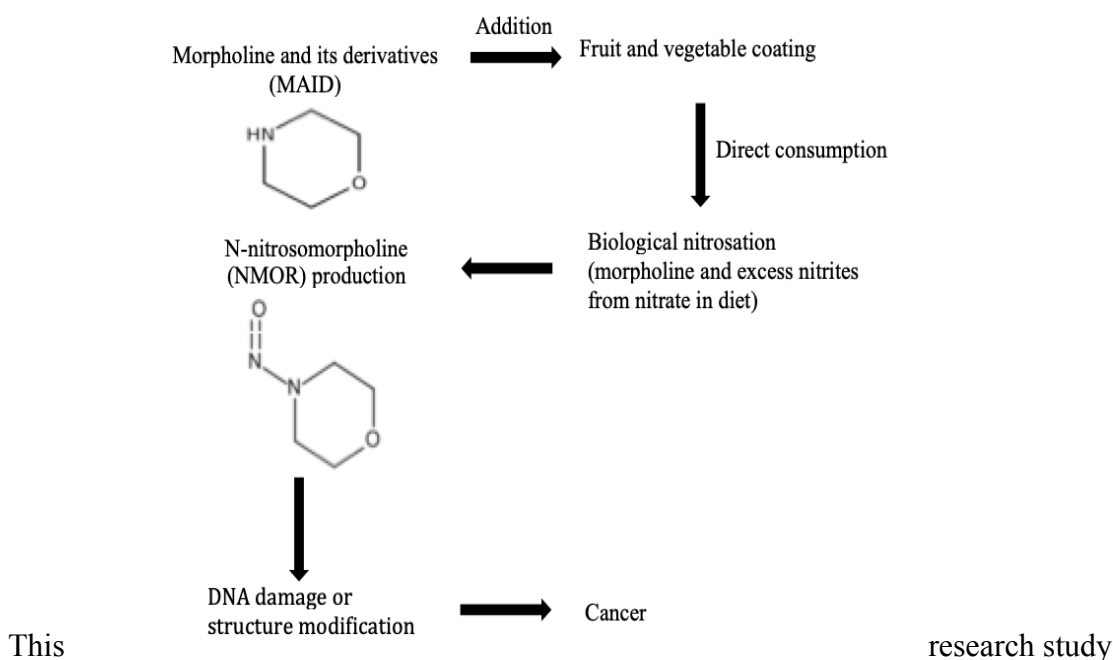 Addition
Morpholine and its derivatives
(MAID)
Fruit and vegetable coating
HN
O
Direct consumption
Biological nitrosation
(morpholine and excess nitrites
from nitrate in diet)
N-nitrosomorpholine
(NMOR) production
O
N
N
O
DNA damage or
structure modification
Cancer
This research study